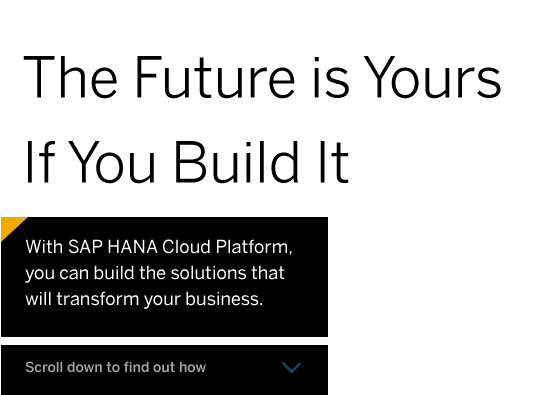 The Future is Yours
If You Build It
With SAP HANA Cloud Platform,
you can build the solutions that
will transform your business.
Scroll down to find out how